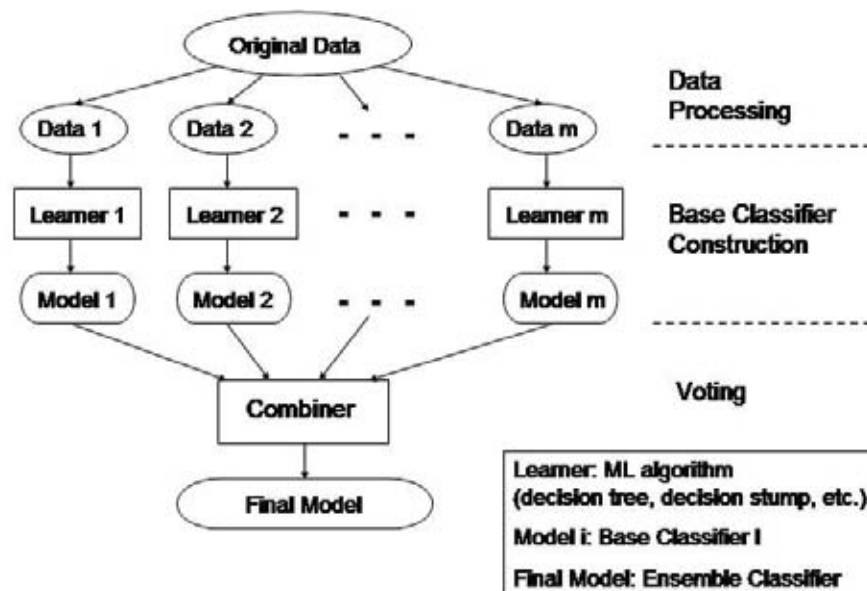 Original Data
Data
Processing
Data 1
Data 2
- - -
Data m
Learner 1
Learner 2
- - -
Learner m
Base Classifier
Construction
Model 1
Model 2
- - -
Model m
Combiner
Voting
Final Model
Learner: ML algorithm
(decision tree, decision stump, etc.)
Model i: Base Classifier I
Final Model: Ensemble Classifier